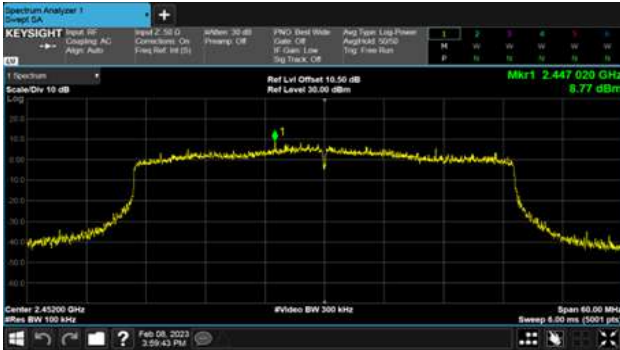 Spectrum Analyzer 1
Swept SA
+
KEYSIGHT
Input: RF
Coupling: AC
Align: Auto
Input Z: 50 Ω
Corrections: On
Freq Ref: Int (S)
#Atten: 30 dB
Preamp: Off
PNO: Best Wide
Gate: Off
IF Gain: Low
Sig Track: Off
Avg Type: Log-Power
Avg|Hold: 50/50
Trig: Free Run
1 2 3 4 5 6
M W W W W W
P N N N N N
1 Spectrum
Scale/Div 10 dB
Log
Ref Lvl Offset 10.50 dB
Ref Level 30.00 dBm
Mkr1 2.447 020 GHz
8.77 dBm
20.0
10.0
0.00
-10.0
-20.0
-30.0
-40.0
-50.0
-60.0
1
Center 2.45200 GHz
#Res BW 100 kHz
#Video BW 300 kHz
Span 60.00 MHz
Sweep 6.00 ms (5001 pts)
?
Feb 08, 2023
3:59:43 PM